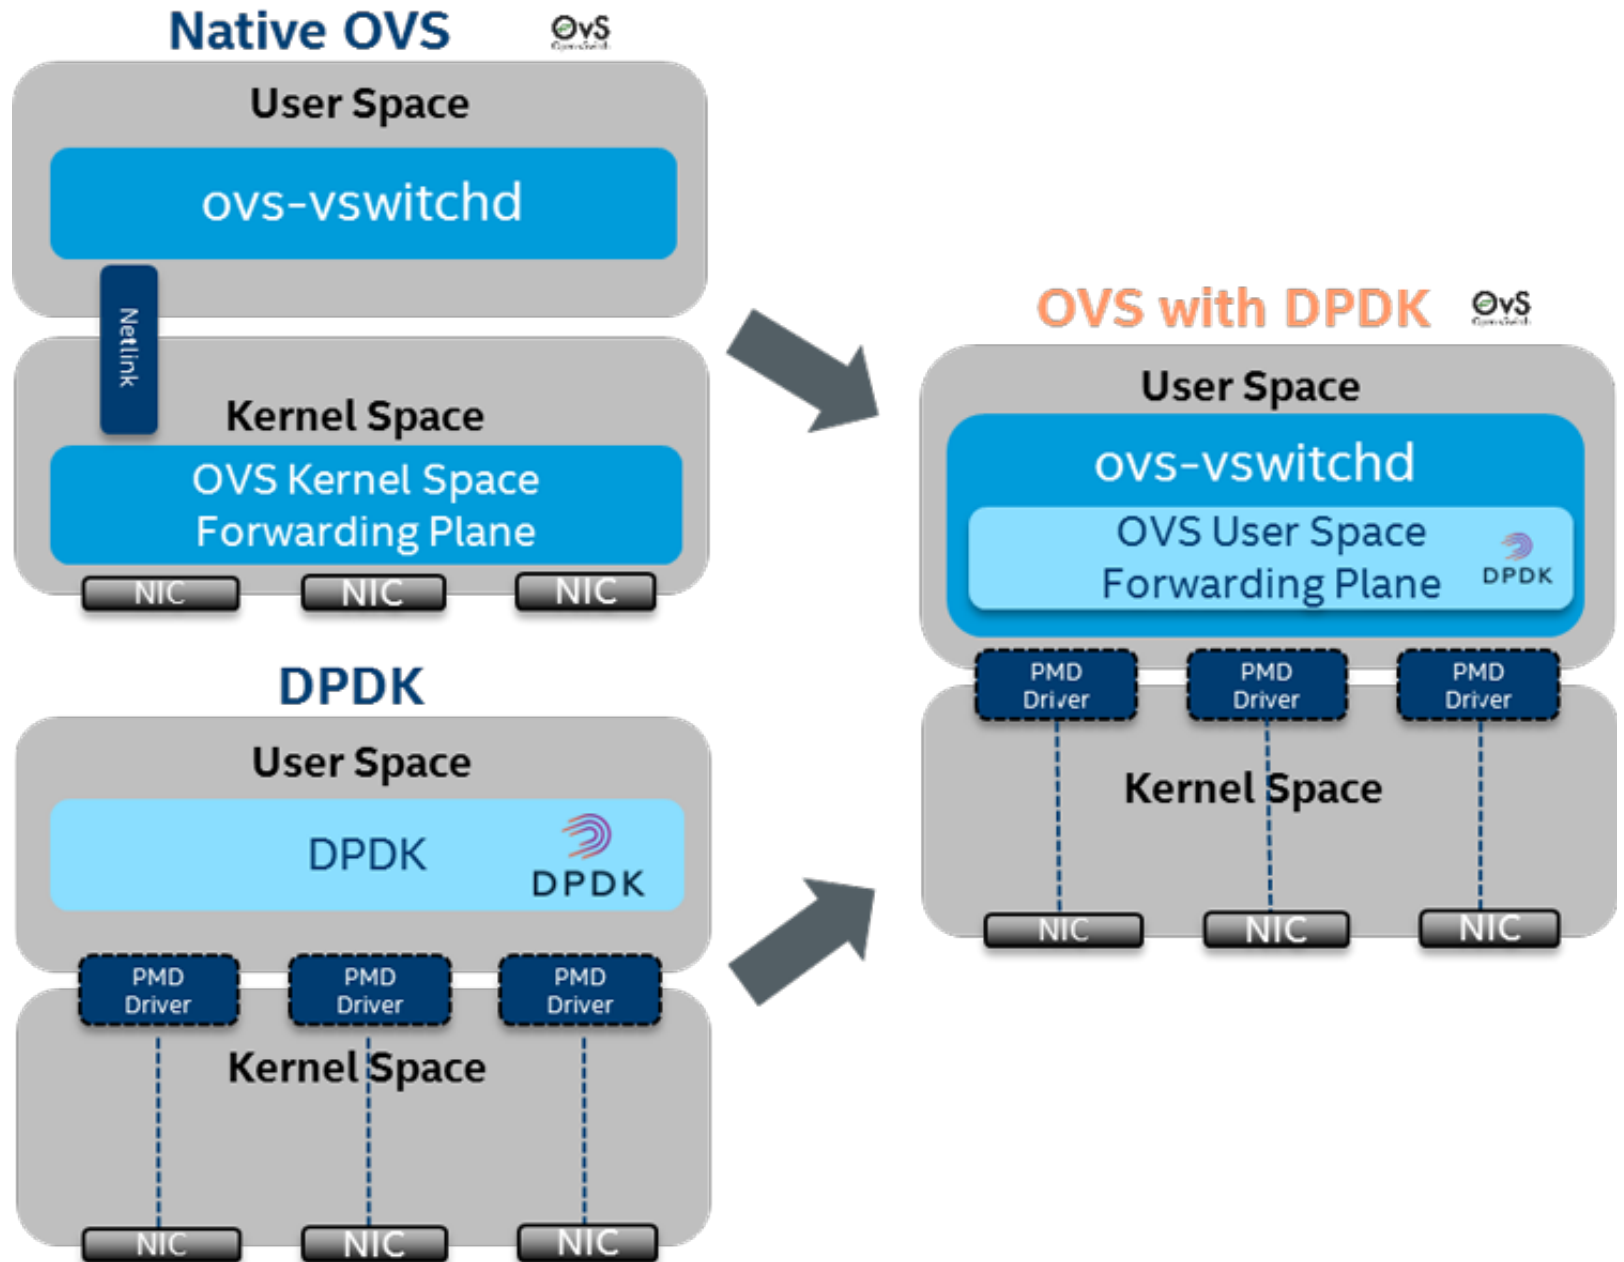 Native OVS
OvS
User Space
ovs-vswitchd
Netlink
Kernel Space
OVS Kernel Space
Forwarding Plane
NIC
NIC
NIC
DPDK
User Space
DPDK
DPDK
PMD
Driver
PMD
Driver
PMD
Driver
Kernel Space
NIC
NIC
NIC
OVS with DPDK
OvS
User Space
ovs-vswitchd
OVS User Space
Forwarding Plane
DPDK
PMD
Driver
PMD
Driver
PMD
Driver
Kernel Space
NIC
NIC
NIC